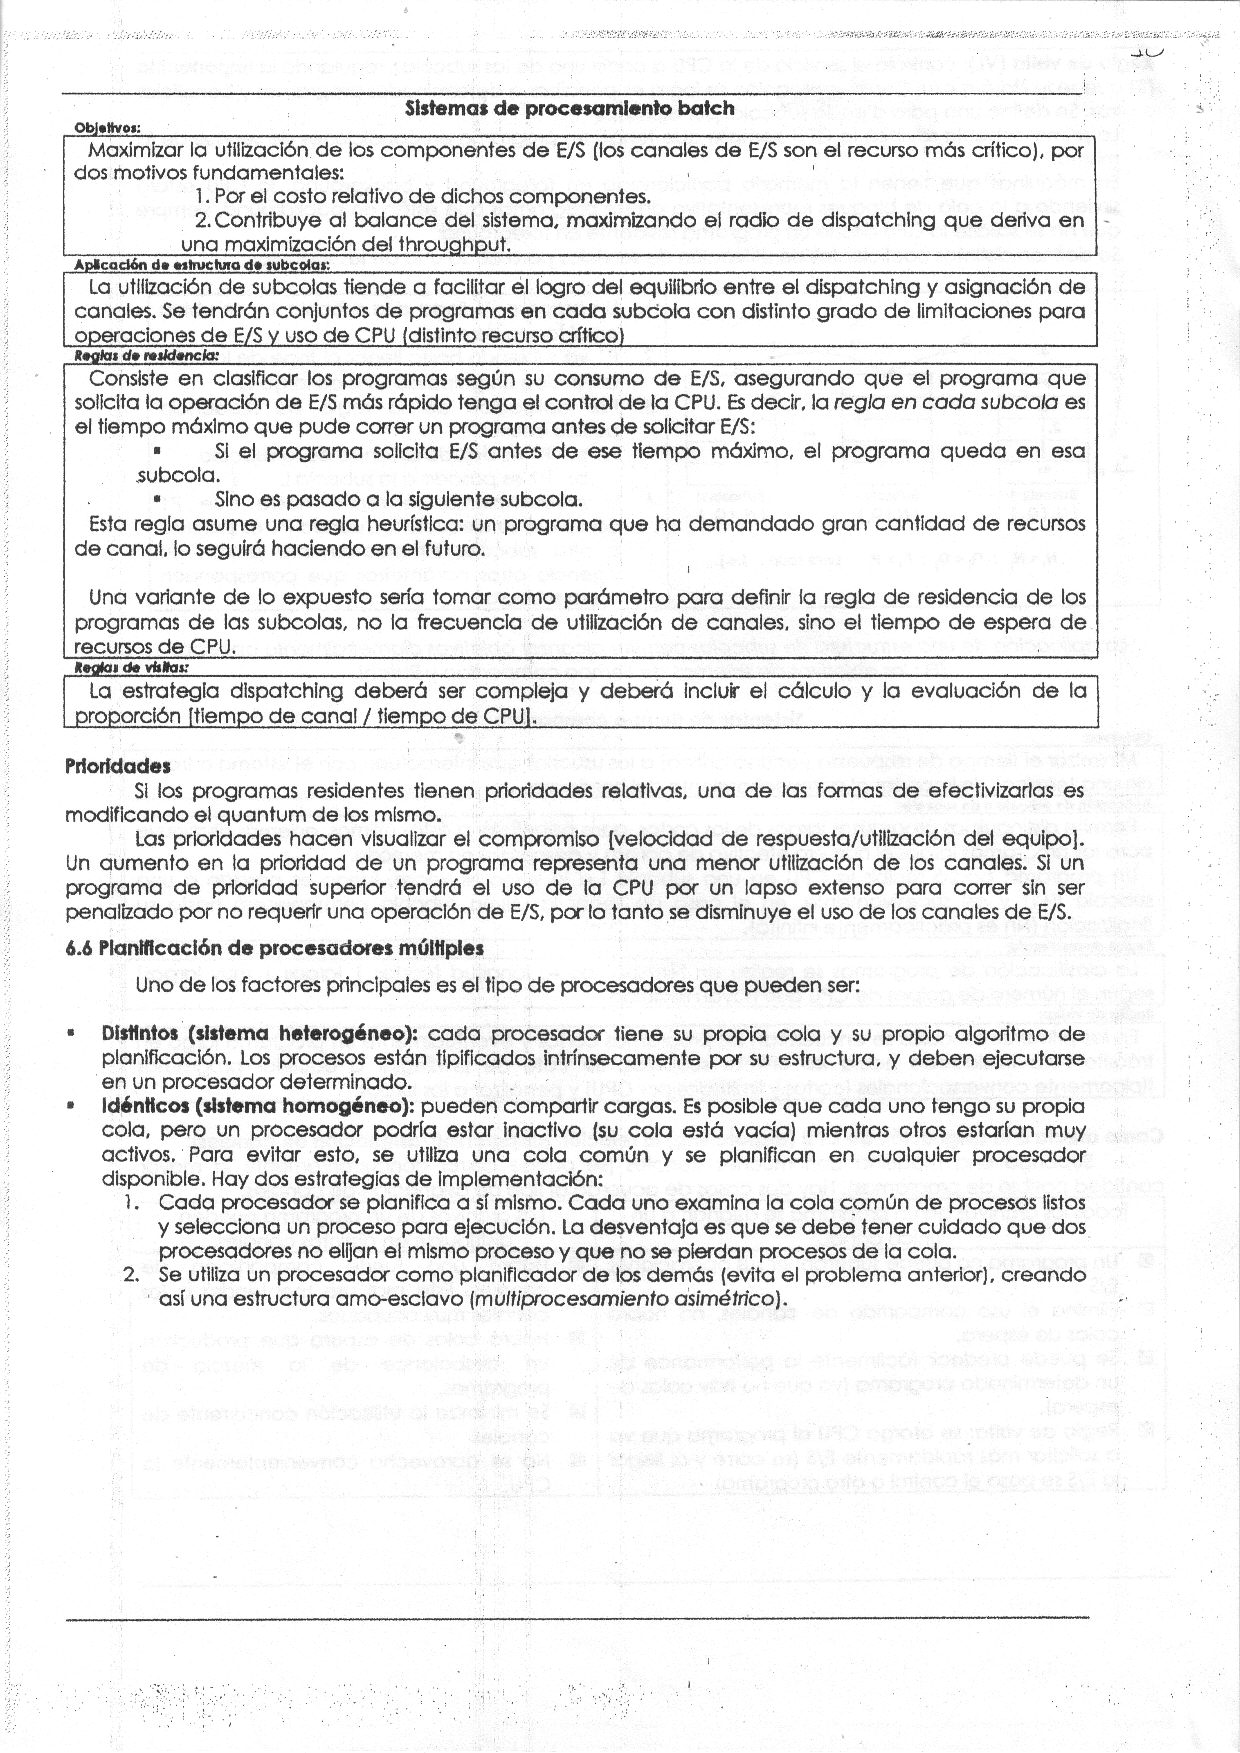 Sistemas de procesamiento batch
Objetivos:
Maximizar la utilización de los componentes de E/S (los canales de E/S son el recurso más crítico), por
dos motivos fundamentales:
1. Por el costo relativo de dichos componentes.
2. Contribuye al balance del sistema, maximizando el radio de dispatching que deriva en
una maximización del throughput.
Aplicación de estructura de subcolas:
La utilización de subcolas tiende a facilitar el logro del equilibrio entre el dispatching y asignación de
canales. Se tendrán conjuntos de programas en cada subcola con distinto grado de limitaciones para
operaciones de E/S y uso de CPU (distinto recurso crítico)
Reglas de residencia:
Consiste en clasificar los programas según su consumo de E/S, asegurando que el programa que
solicita la operación de E/S más rápido tenga el control de la CPU. Es decir, la regla en cada subcola es
el tiempo máximo que pude correr un programa antes de solicitar E/S:
▪ Si el programa solicita E/S antes de ese tiempo máximo, el programa queda en esa
subcola.
▪ Sino es pasado a la siguiente subcola.
Esta regla asume una regla heurística: un programa que ha demandado gran cantidad de recursos
de canal, lo seguirá haciendo en el futuro.
Una variante de lo expuesto sería tomar como parámetro para definir la regla de residencia de los
programas de las subcolas, no la frecuencia de utilización de canales, sino el tiempo de espera de
recursos de CPU.
Reglas de visitas:
La estrategia dispatching deberá ser compleja y deberá incluir el cálculo y la evaluación de la
proporción [tiempo de canal / tiempo de CPU].
Prioridades
Si los programas residentes tienen prioridades relativas, una de las formas de efectivizarlas es
modificando el quantum de los mismo.
Las prioridades hacen visualizar el compromiso [velocidad de respuesta/utilización del equipo].
Un aumento en la prioridad de un programa representa una menor utilización de los canales. Si un
programa de prioridad superior tendrá el uso de la CPU por un lapso extenso para correr sin ser
penalizado por no requerir una operación de E/S, por lo tanto se disminuye el uso de los canales de E/S.
6.6 Planificación de procesadores múltiples
Uno de los factores principales es el tipo de procesadores que pueden ser:
▪ Distintos (sistema heterogéneo): cada procesador tiene su propia cola y su propio algoritmo de
planificación. Los procesos están tipificados intrínsecamente por su estructura, y deben ejecutarse
en un procesador determinado.
▪ Idénticos (sistema homogéneo): pueden compartir cargas. Es posible que cada uno tengo su propia
cola, pero un procesador podría estar inactivo (su cola está vacía) mientras otros estarían muy
activos. Para evitar esto, se utiliza una cola común y se planifican en cualquier procesador
disponible. Hay dos estrategias de implementación:
1. Cada procesador se planifica a sí mismo. Cada uno examina la cola común de procesos listos
y selecciona un proceso para ejecución. La desventaja es que se debe tener cuidado que dos
procesadores no elijan el mismo proceso y que no se pierdan procesos de la cola.
2. Se utiliza un procesador como planificador de los demás (evita el problema anterior), creando
así una estructura amo-esclavo (multiprocesamiento asimétrico).